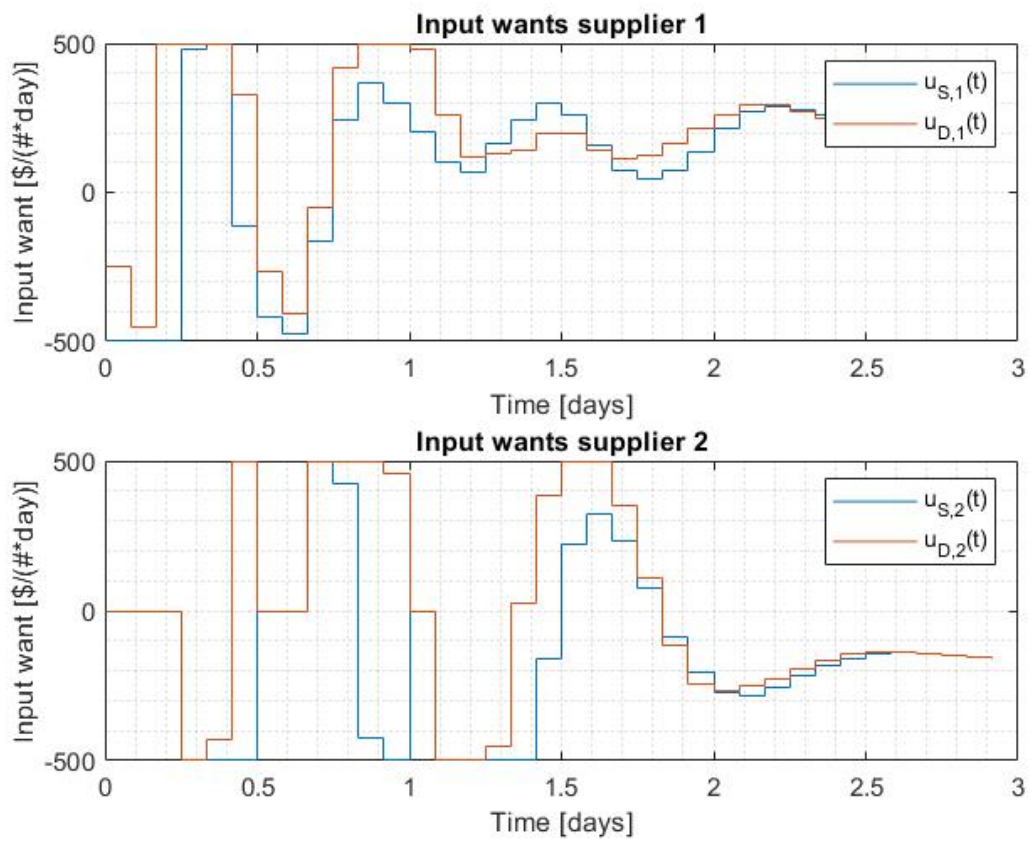 Input wants supplier 1
500
0
-500
Input want [$/(#*day)]
u_S,1(t)
u_D,1(t)
0 0.5 1 1.5 2 2.5 3
Time [days]
Input wants supplier 2
500
0
-500
Input want [$/(#*day)]
u_S,2(t)
u_D,2(t)
0 0.5 1 1.5 2 2.5 3
Time [days]